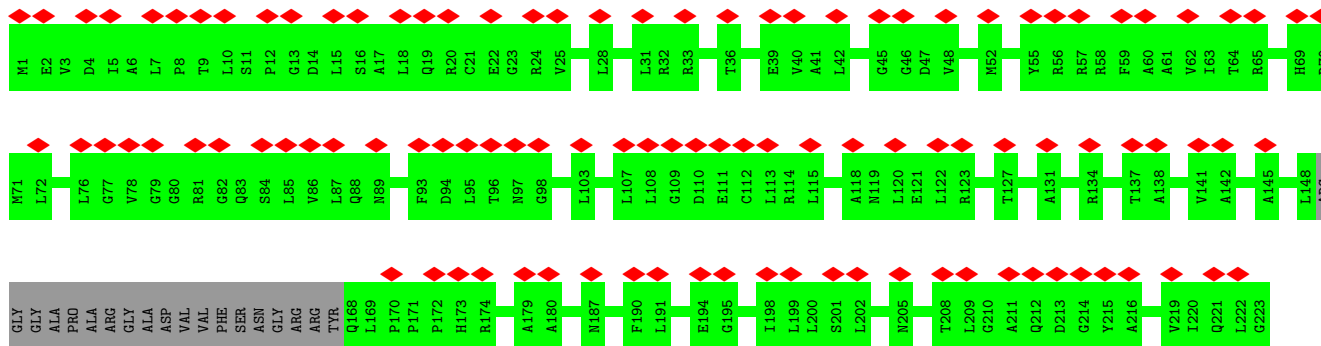 M1 E2 V3 D4 I5 A6 L7 P8 T9 L10 S11 P12 G13 D14 L15 S16 A17 L18 Q19 R20 C21 E22 G23 R24 V25 L28 L31 R32 R33 T36 E39 V40 A41 L42 G45 G46 D47 V48 M52 Y55 R56 R57 R58 F59 A60 A61 V62 I63 T64 R65 H69
M71 L72 L76 G77 V78 G79 G80 R81 G82 Q83 S84 L85 V86 L87 Q88 N89 F93 D94 L95 T96 N97 G98 L103 L107 L108 G109 D110 E111 C112 L113 R114 L115 A118 N119 L120 E121 L122 R123 T127 A131 R134 T137 A138 V141 A142 A145 L148
GLY GLY ALA PRO ALA ARG GLY ALA ASP VAL VAL PHE SER ASN GLY ARG ARG TYR Q168 L169 P170 P171 P172 H173 R174 A179 A180 N187 F190 L191 E194 G195 I198 L199 L200 S201 L202 N205 T208 L209 G210 A211 Q212 D213 G214 Y215 A216 V219 I220 Q221 L222 G223